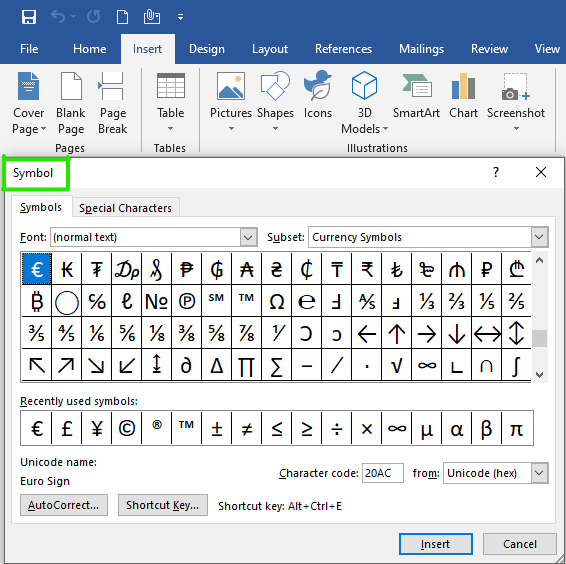 File Home Insert Design Layout References Mailings Review View
Cover Page Blank Page Page Break Table Pictures Shapes Icons 3D Models SmartArt Chart Screenshot
Pages Tables Illustrations
Symbol ?
Symbols Special Characters
Font: (normal text) Subset: Currency Symbols
€ ₭ ₮ ₯ ₰ ₱ ₲ ₳ ₴ ₵ ₸ ₹ ₺ ₻ ₼ ₽ ₾
₿ ◯ ℅ ℓ № ℗ ℠ ™ Ω ℮ Ⅎ ⅍ ⅎ ⅓ ⅔ ⅕ ⅖
⅗ ⅘ ⅙ ⅚ ⅛ ⅜ ⅝ ⅞ ⅟ Ↄ ↄ ← ↑ → ↓ ↔ ↕
↖ ↗ ↘ ↙ ↨ ∂ ∆ ∏ ∑ − ∕ ∙ √ ∞ ∟ ∩ ∫
Recently used symbols:
€ £ ¥ © ® ™ ± ≠ ≤ ≥ ÷ × ∞ µ α β π
Unicode name:
Euro Sign
Character code: 20AC from: Unicode (hex)
AutoCorrect... Shortcut Key... Shortcut key: Alt+Ctrl+E
Insert Cancel